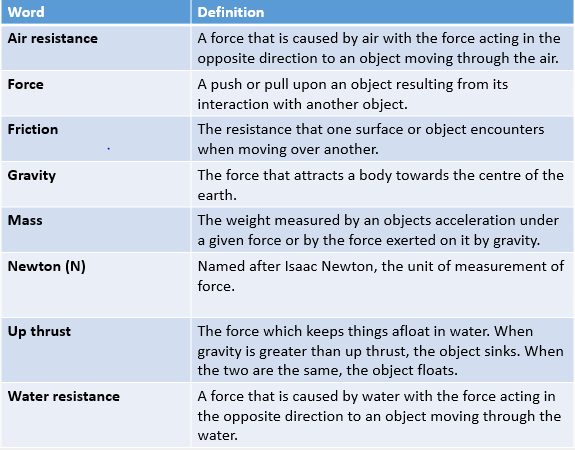 Word Definition
Air resistance A force that is caused by air with the force acting in the
opposite direction to an object moving through the air.
Force A push or pull upon an object resulting from its
interaction with another object.
Friction The resistance that one surface or object encounters
when moving over another.
Gravity The force that attracts a body towards the centre of the
earth.
Mass The weight measured by an objects acceleration under
a given force or by the force exerted on it by gravity.
Newton (N) Named after Isaac Newton, the unit of measurement of
force.
Up thrust The force which keeps things afloat in water. When
gravity is greater than up thrust, the object sinks. When
the two are the same, the object floats.
Water resistance A force that is caused by water with the force acting in
the opposite direction to an object moving through the
water.